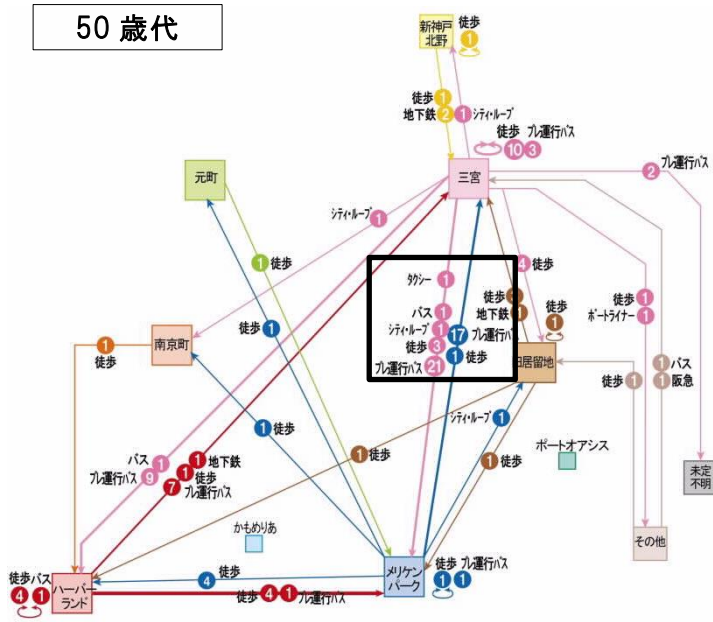 50歳代
新神戸
北野
徒歩
1
徒歩 1
地下鉄 2
1 シティ・ループ
徒歩 プレ運行バス
10 3
元町
三宮
2 プレ運行バス
シティ・ループ 1
1 徒歩
4 徒歩
タクシー 1
バス 1
シティ・ループ 1
徒歩 3
プレ運行バス 21
17 プレ運行バス
1 徒歩
徒歩
地下鉄 1
徒歩
1
徒歩 1
ポートライナー 1
1 徒歩
南京町
1
徒歩
旧居留地
徒歩 1
1 バス
1 阪急
1 徒歩
シティ・ループ 1
1 徒歩
1 徒歩
ポートオアシス
バス 1
プレ運行バス 9
1 地下鉄
1 徒歩
7 プレ運行バス
未定
不明
その他
かもめりあ
徒歩 バス
4 1
ハーバー
ランド
4 徒歩
徒歩 4 1 プレ運行バス
メリケン
パーク
徒歩 プレ運行バス
1 1